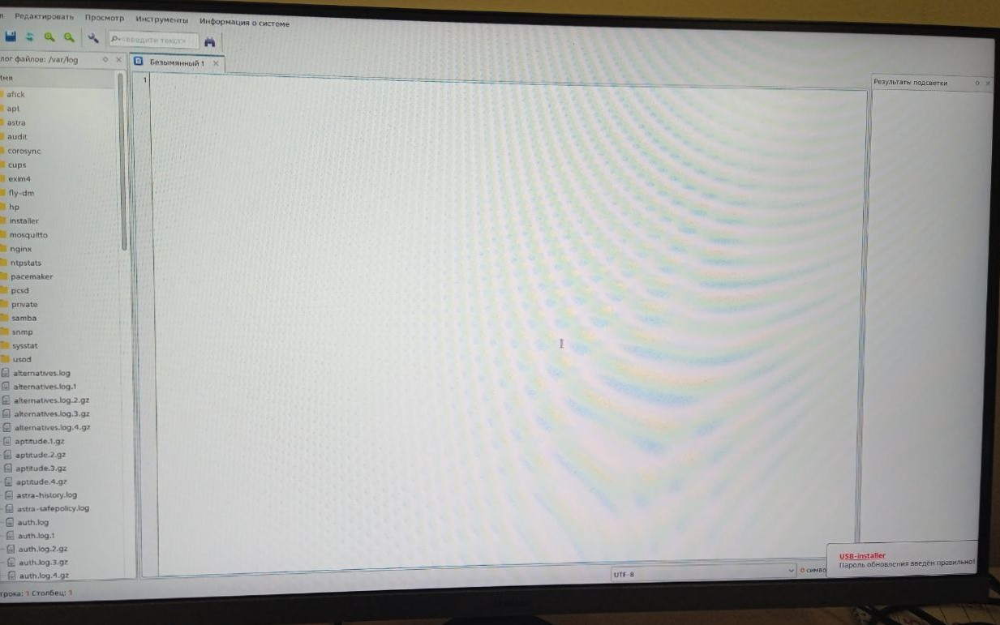 Редактировать Просмотр Инструменты Информация о системе
<введите текст>
лог файлов: /var/log
Безымянный 1
Результаты подсветки
Имя
1
afick
apt
astra
audit
corosync
cups
exim4
fly-dm
hp
installer
mosquitto
nginx
ntpstats
pacemaker
pcsd
private
samba
snmp
sysstat
usod
alternatives.log
alternatives.log.1
alternatives.log.2.gz
alternatives.log.3.gz
alternatives.log.4.gz
aptitude.1.gz
aptitude.2.gz
aptitude.3.gz
aptitude.4.gz
astra-history.log
astra-safepolicy.log
auth.log
auth.log.1
auth.log.2.gz
auth.log.3.gz
auth.log.4.gz
USB-installer
Пароль обновления введён правильно!
UTF-8
0 симво
трока: 1 Столбец: 1